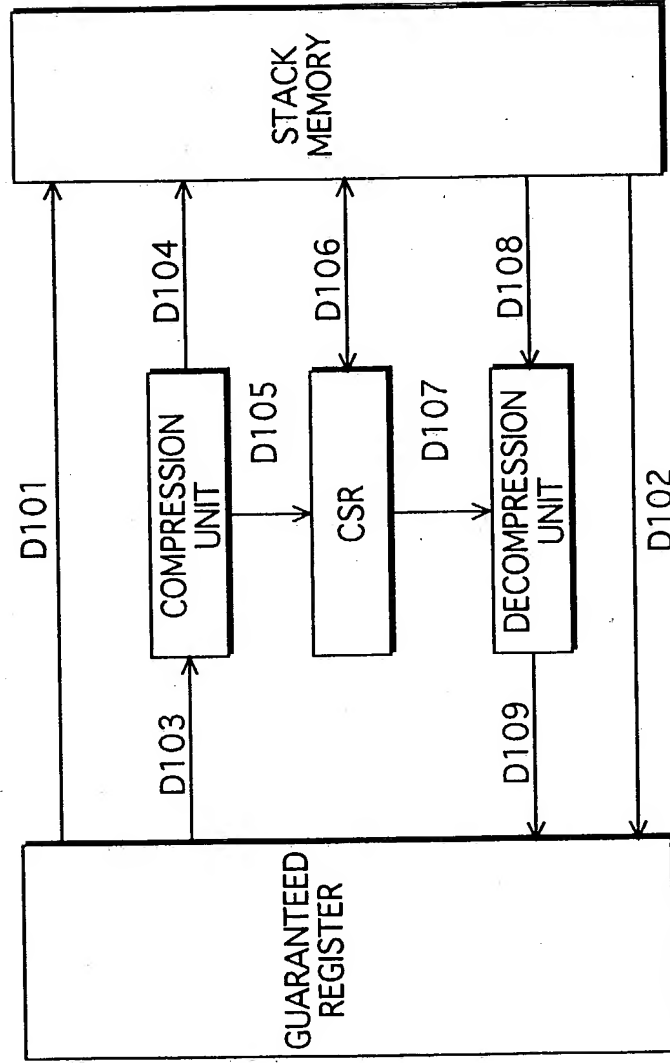 D101
D103
COMPRESSION
UNIT
D104
D105
GUARANTEED
REGISTER
CSR
D106
STACK
MEMORY
D107
D109
DECOMPRESSION
UNIT
D108
D102